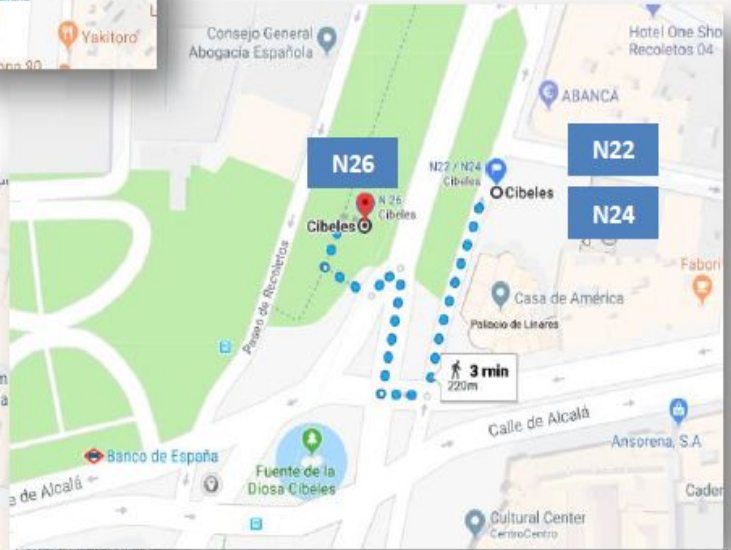 Yakitoro
Consejo General
Abogacía Española
Hotel One Sho
Recoletos 04
ABANCA
N26
N22
N22 / N24
Cibeles
Cibeles
N24
N 26
Cibeles
Cibeles
Paseo de Recoletos
Casa de América
Palacio de Linares
Fabori
3 min
220m
Calle de Alcalá
Ansorena, S.A
Banco de España
Fuente de la
Diosa Cibeles
e de Alcalá
Cader
Cultural Center
CentroCentro